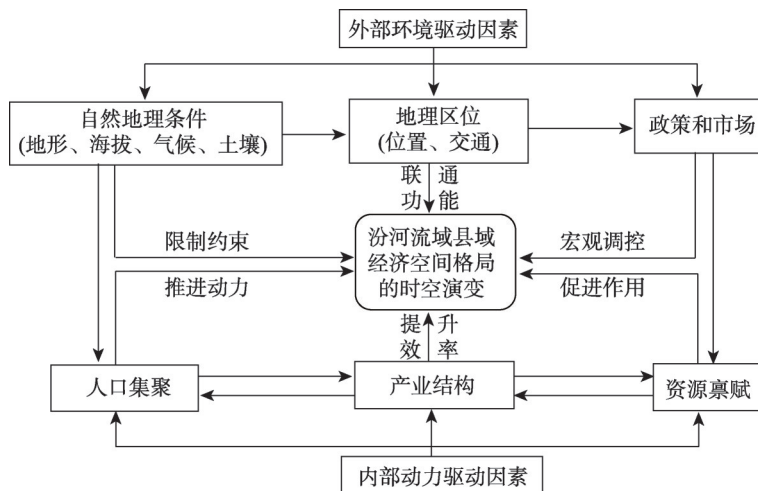 外部环境驱动因素
自然地理条件
(地形、海拔、气候、土壤)
地理区位
(位置、交通)
政策和市场
联通
功能
限制约束
推进动力
汾河流域县域
经济空间格局
的时空演变
宏观调控
促进作用
提升
效率
人口集聚
产业结构
资源禀赋
内部动力驱动因素